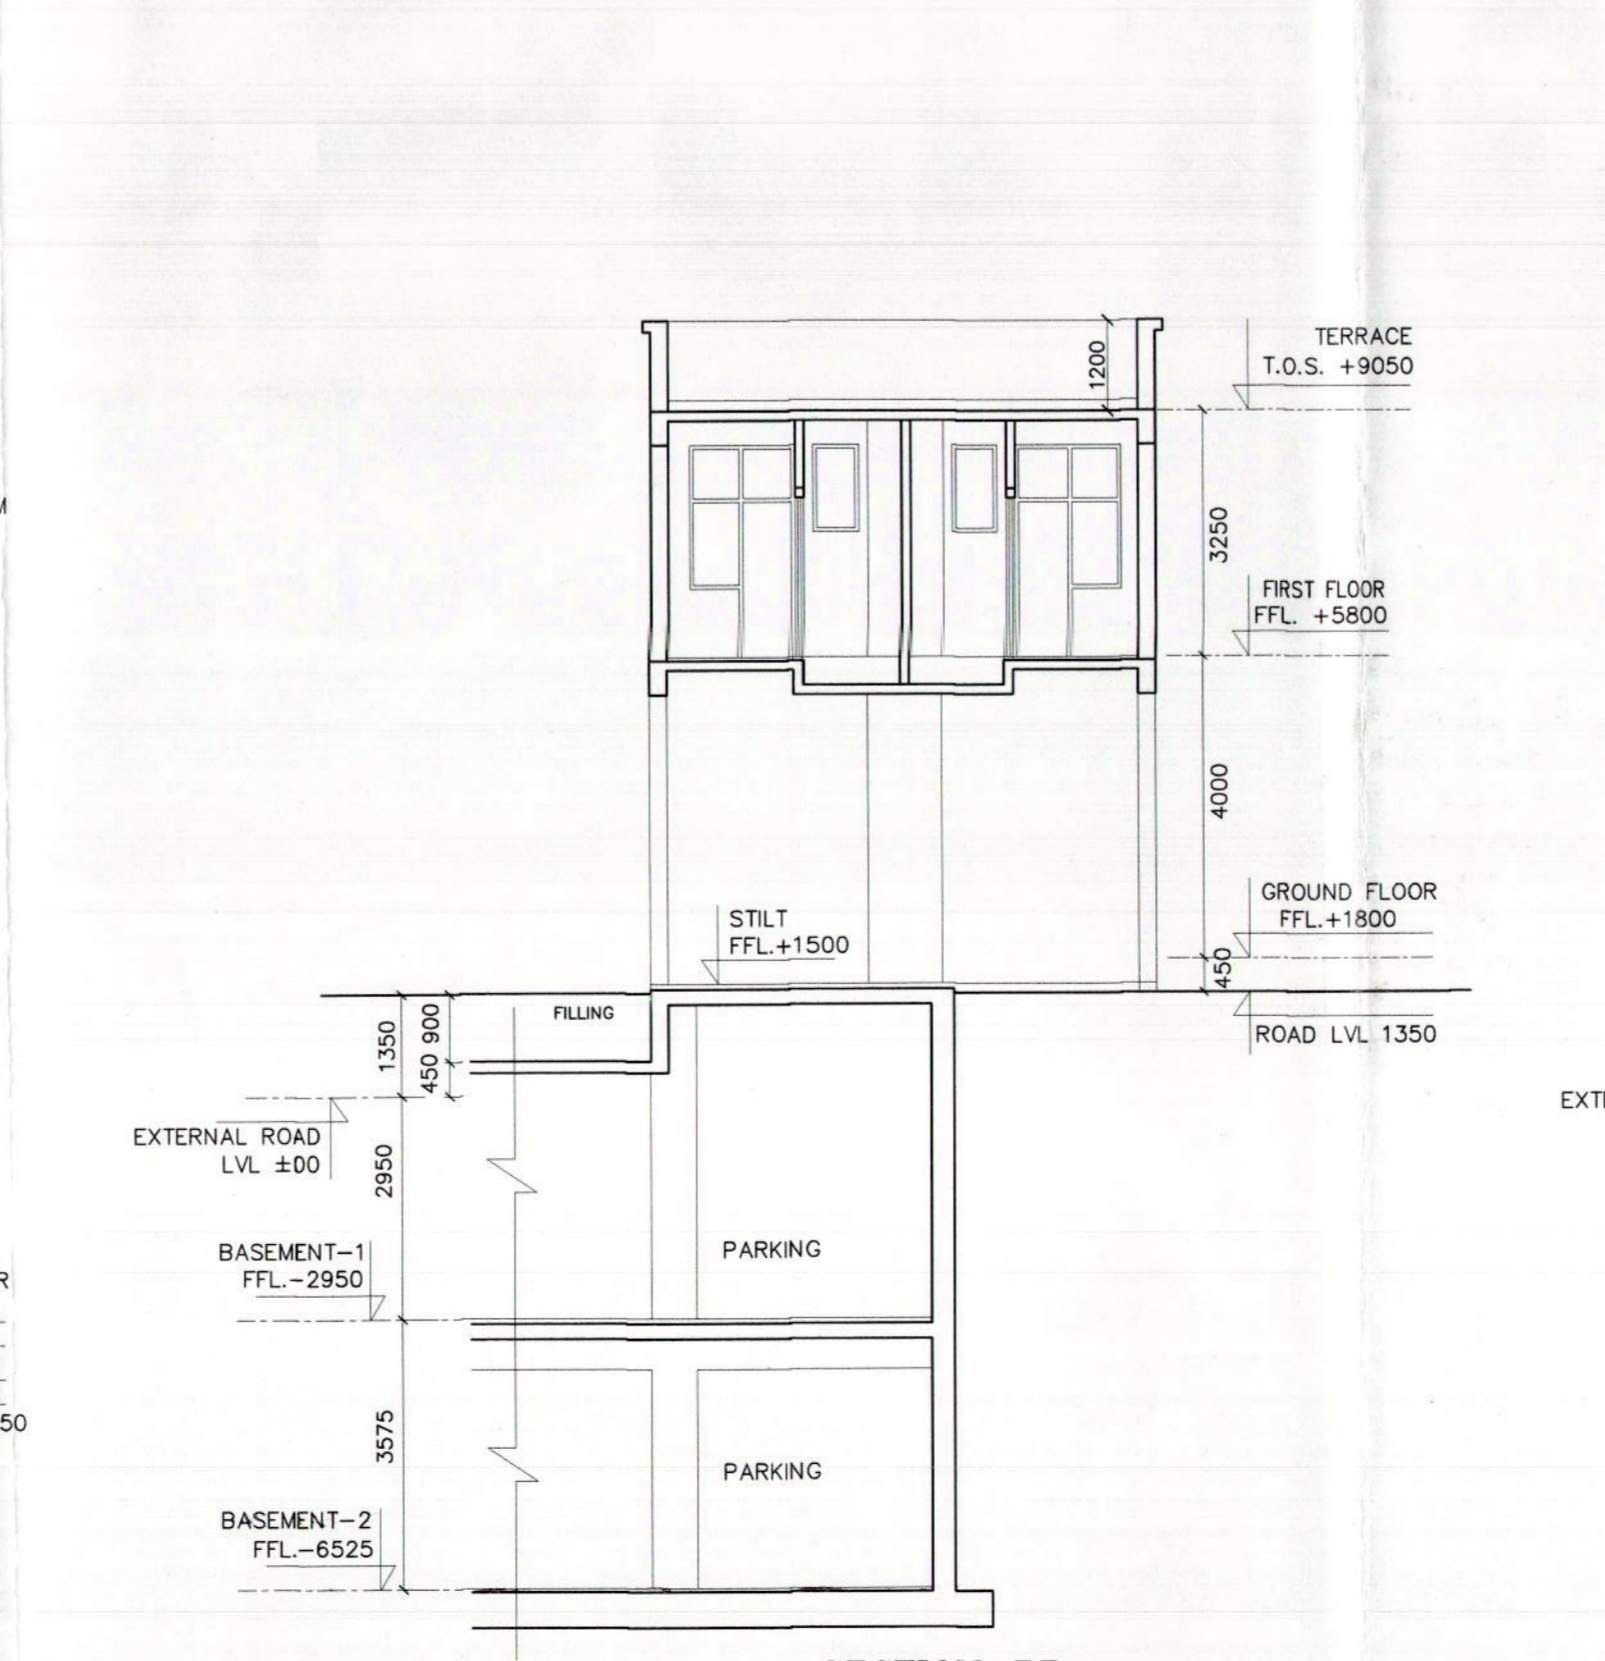 1200
TERRACE
T.O.S. +9050
3250
FIRST FLOOR
FFL. +5800
4000
GROUND FLOOR
FFL.+1800
450
STILT
FFL.+1500
ROAD LVL 1350
FILLING
1350
900
450
EXTERNAL ROAD
LVL ±00
2950
BASEMENT-1
FFL.-2950
PARKING
3575
PARKING
BASEMENT-2
FFL.-6525
50